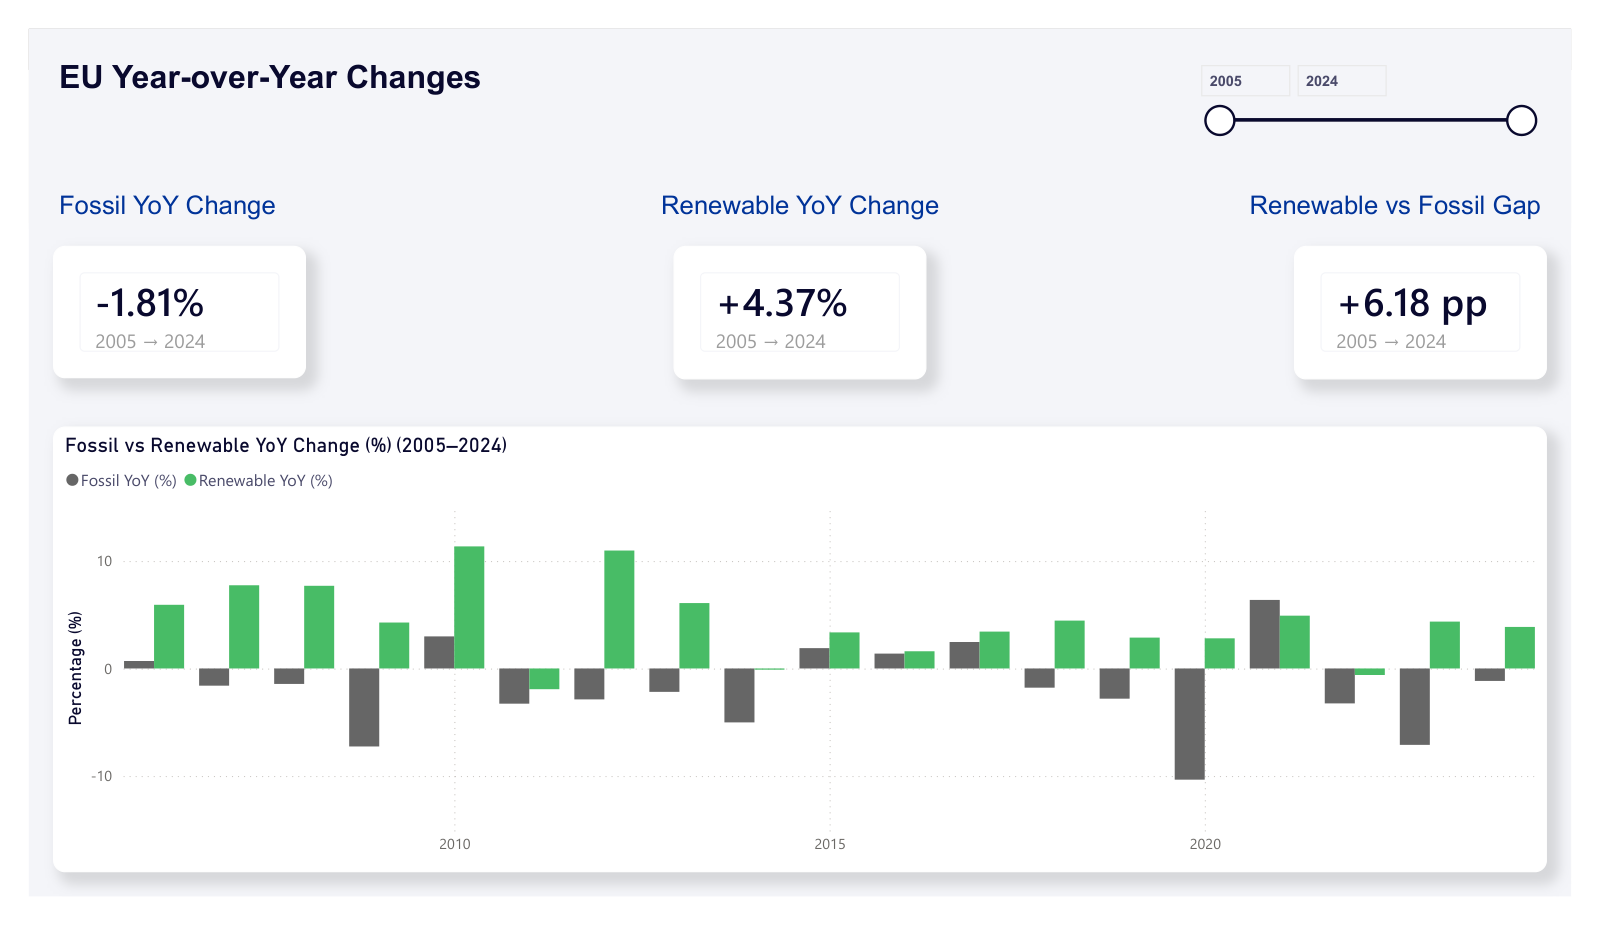 EU Year-over-Year Changes
2005 2024
Fossil YoY Change
Renewable YoY Change
Renewable vs Fossil Gap
-1.81%
2005 → 2024
+4.37%
2005 → 2024
+6.18 pp
2005 → 2024
Fossil vs Renewable YoY Change (%) (2005–2024)
Fossil YoY (%) Renewable YoY (%)
Percentage (%)
10
0
-10
2010 2015 2020